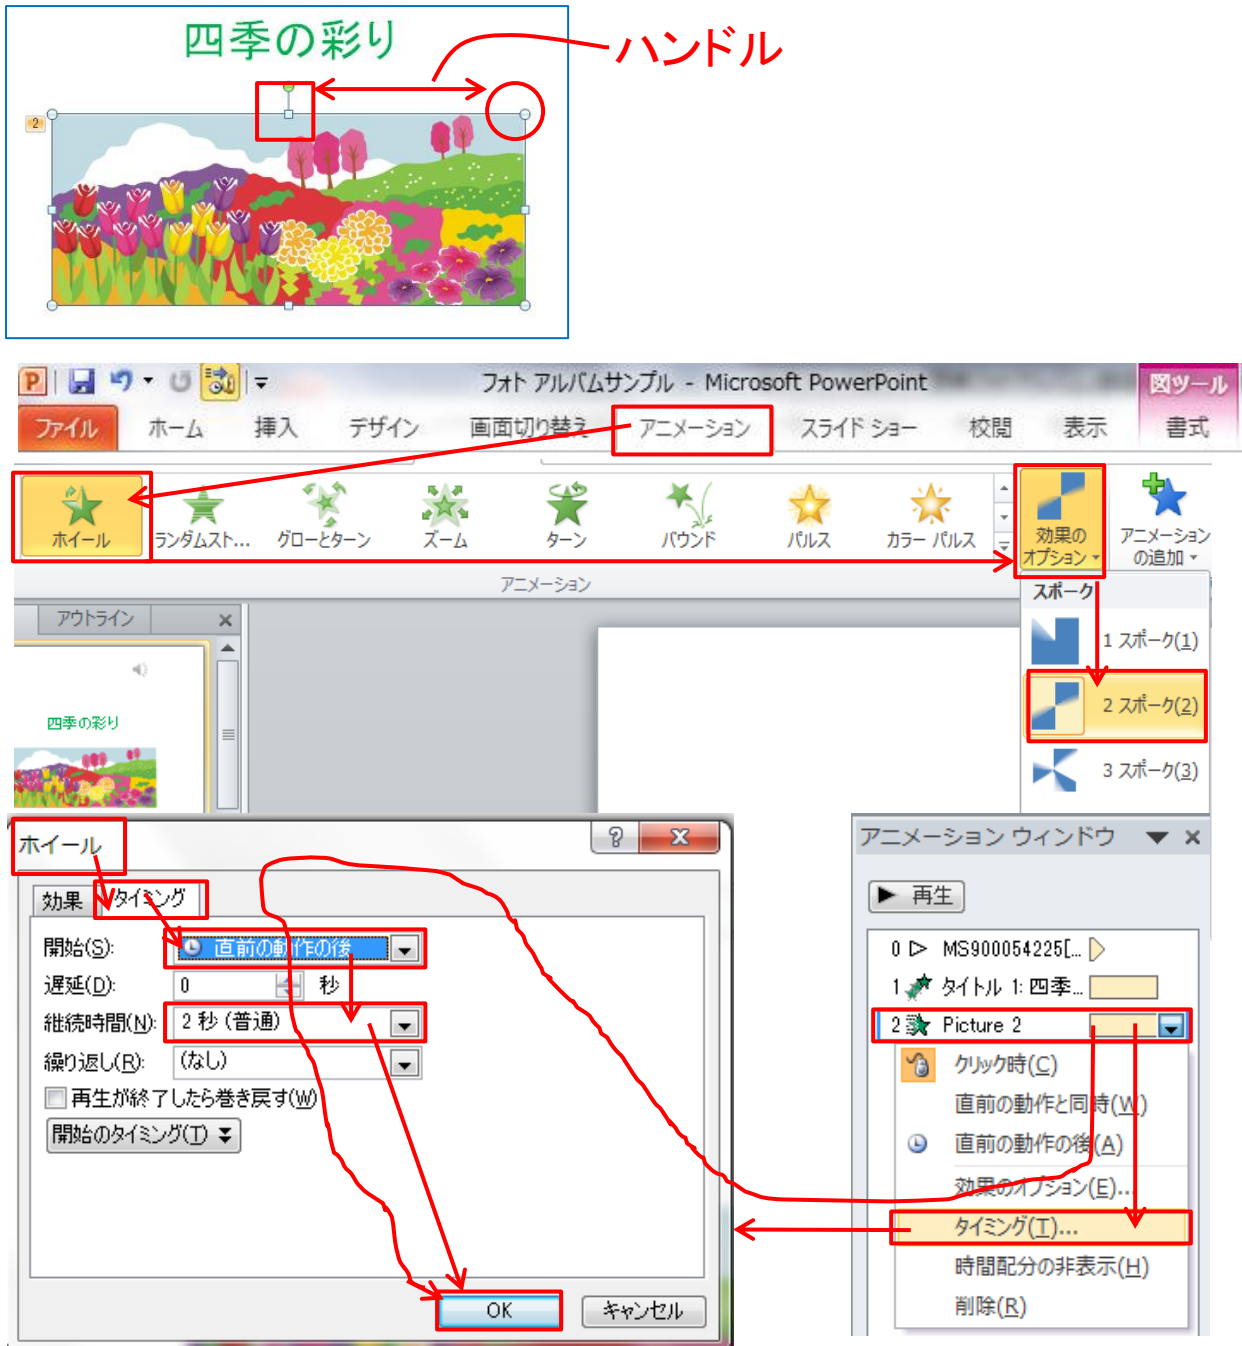 四季の彩り
ハンドル
2
フォト アルバムサンプル - Microsoft PowerPoint
図ツール
ファイル ホーム 挿入 デザイン 画面切り替え アニメーション スライド ショー 校閲 表示 書式
ホイール ランダムスト... グローとターン ズーム ターン バウンド パルス カラー パルス 効果のオプション アニメーションの追加
アニメーション
スポーク
アウトライン
1 スポーク(1)
2 スポーク(2)
3 スポーク(3)
四季の彩り
ホイール
効果 タイミング
開始(S): 直前の動作の後
遅延(D): 0 秒
継続時間(N): 2 秒 (普通)
繰り返し(R): (なし)
再生が終了したら巻き戻す(W)
開始のタイミング(T)
OK キャンセル
アニメーション ウィンドウ
再生
0 MS900054225[...
1 タイトル 1: 四季...
2 Picture 2
クリック時(C)
直前の動作と同時(W)
直前の動作の後(A)
効果のオプション(E)...
タイミング(T)...
時間配分の非表示(H)
削除(R)